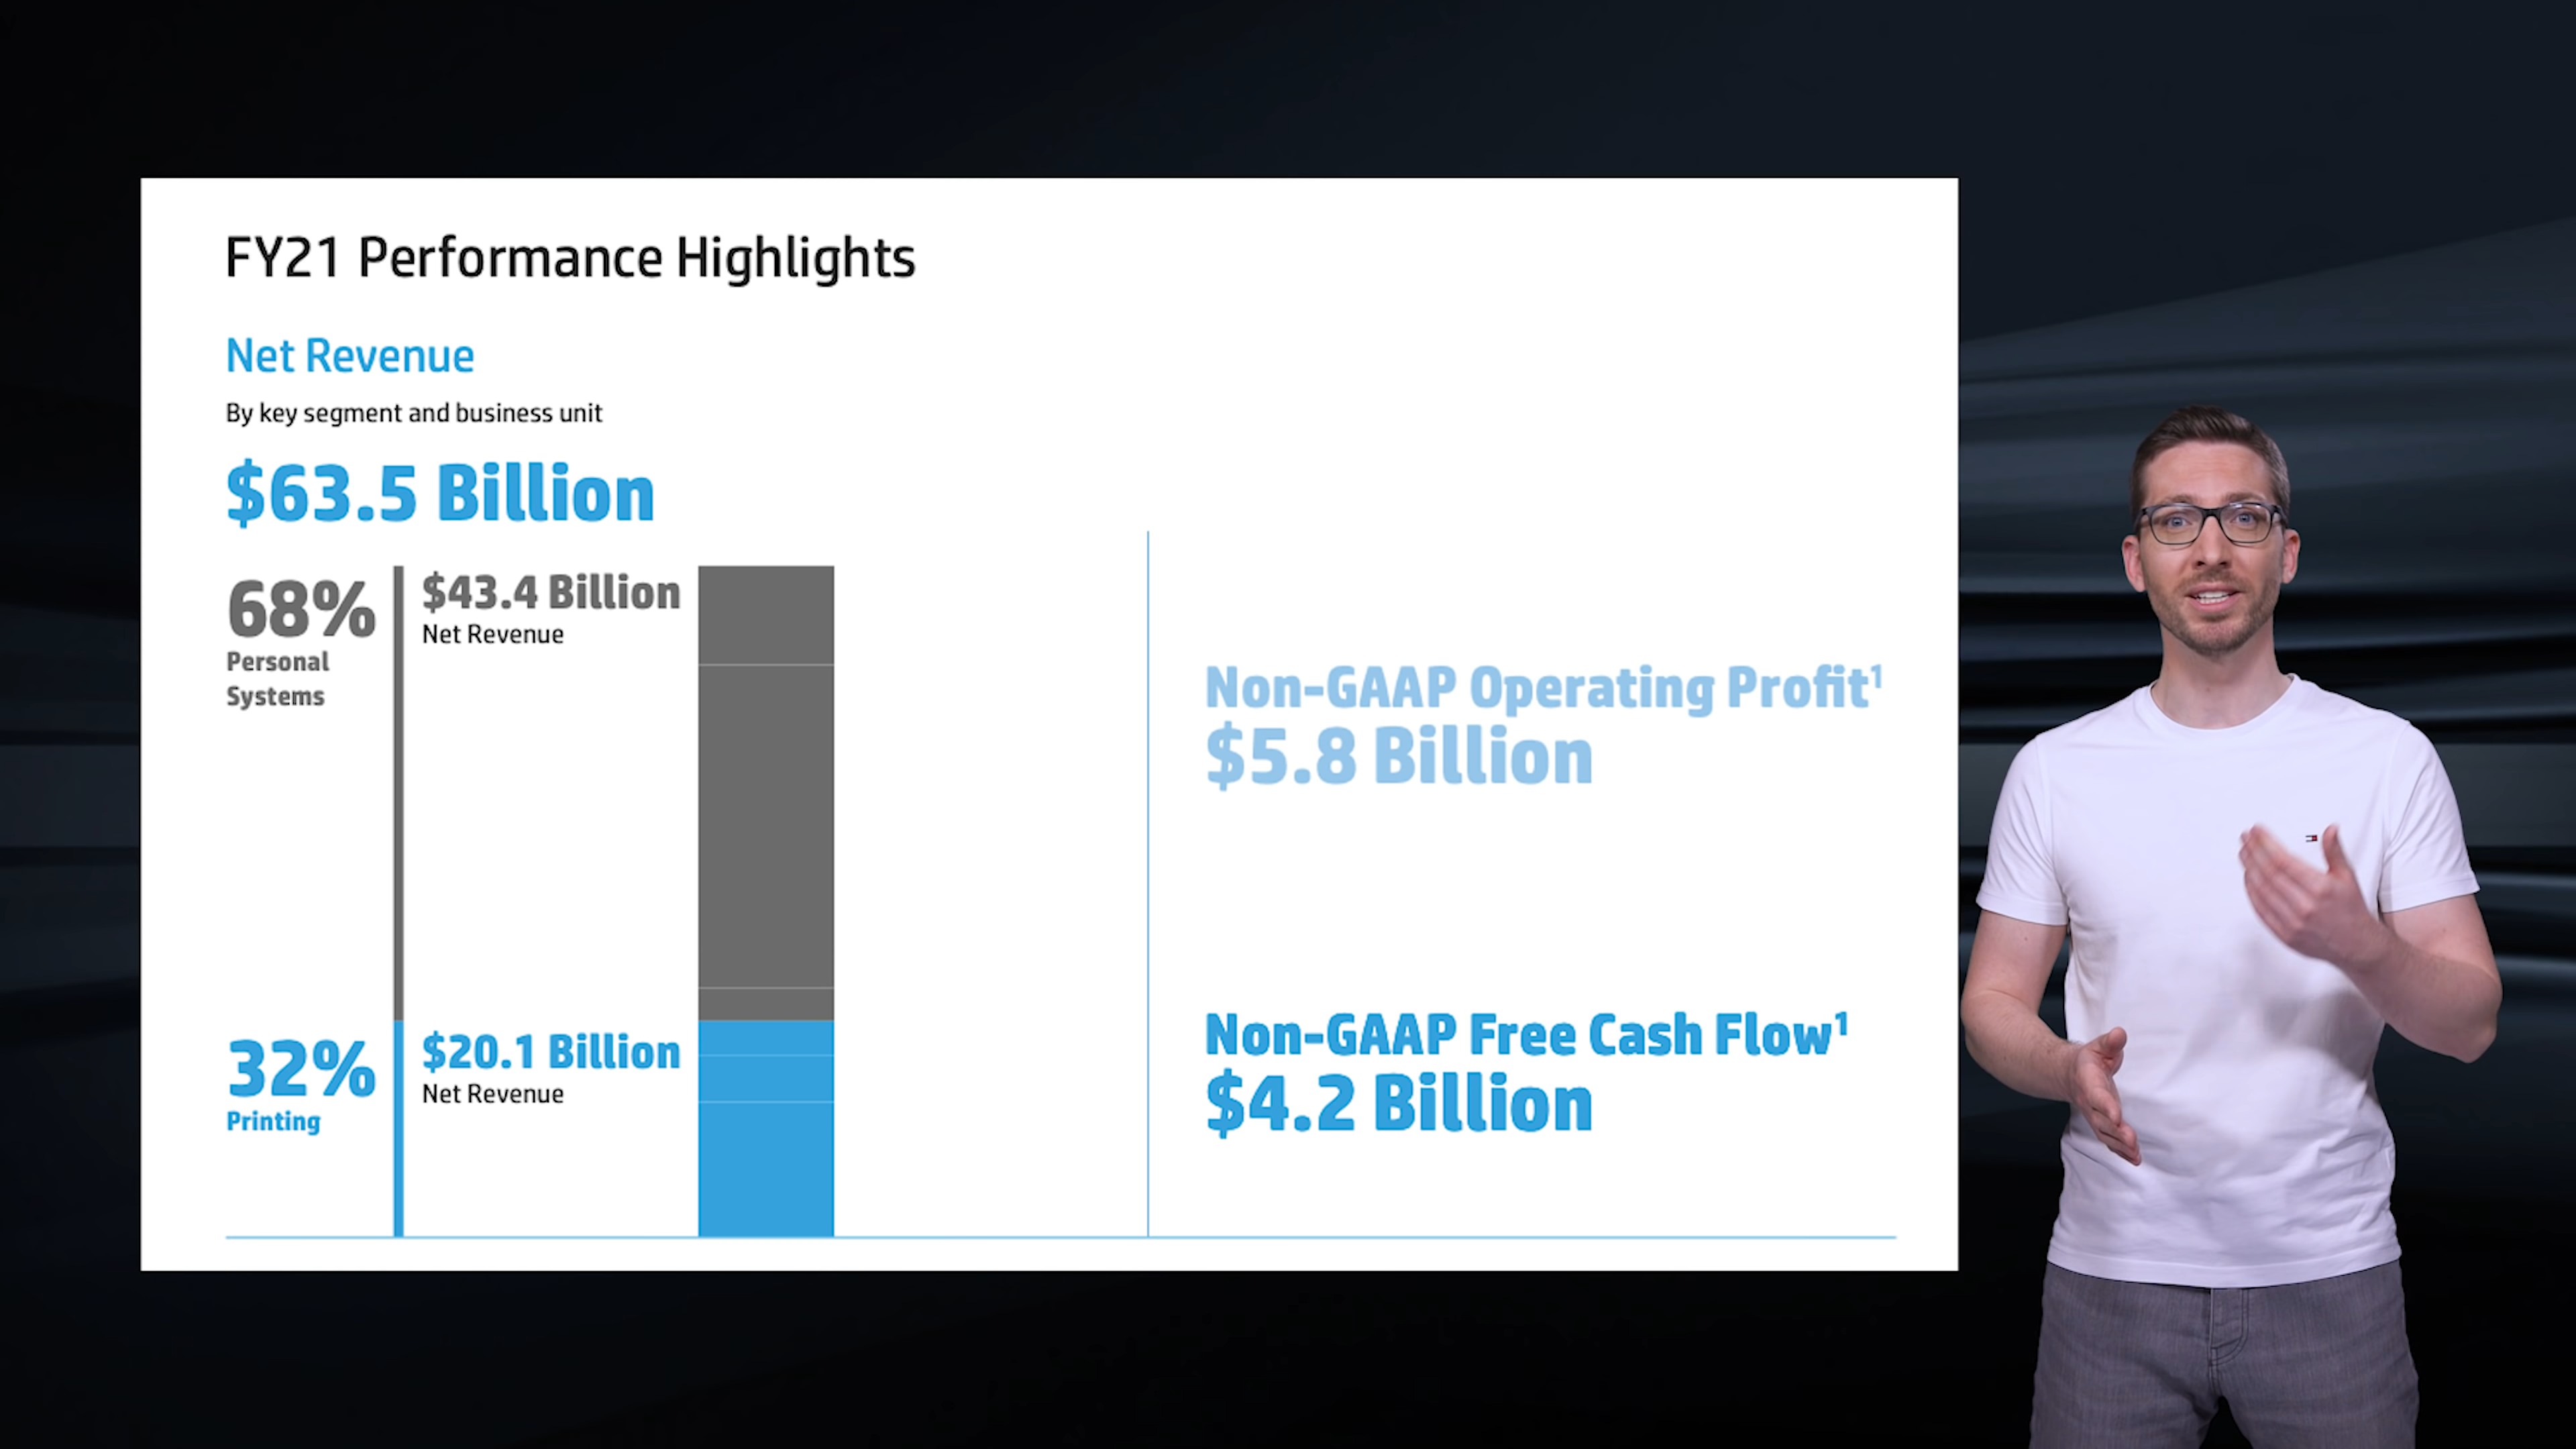 FY21 Performance Highlights
Net Revenue
By key segment and business unit
$63.5 Billion
68%
Personal
Systems
$43.4 Billion
Net Revenue
32%
Printing
$20.1 Billion
Net Revenue
Non-GAAP Operating Profit¹
$5.8 Billion
Non-GAAP Free Cash Flow¹
$4.2 Billion